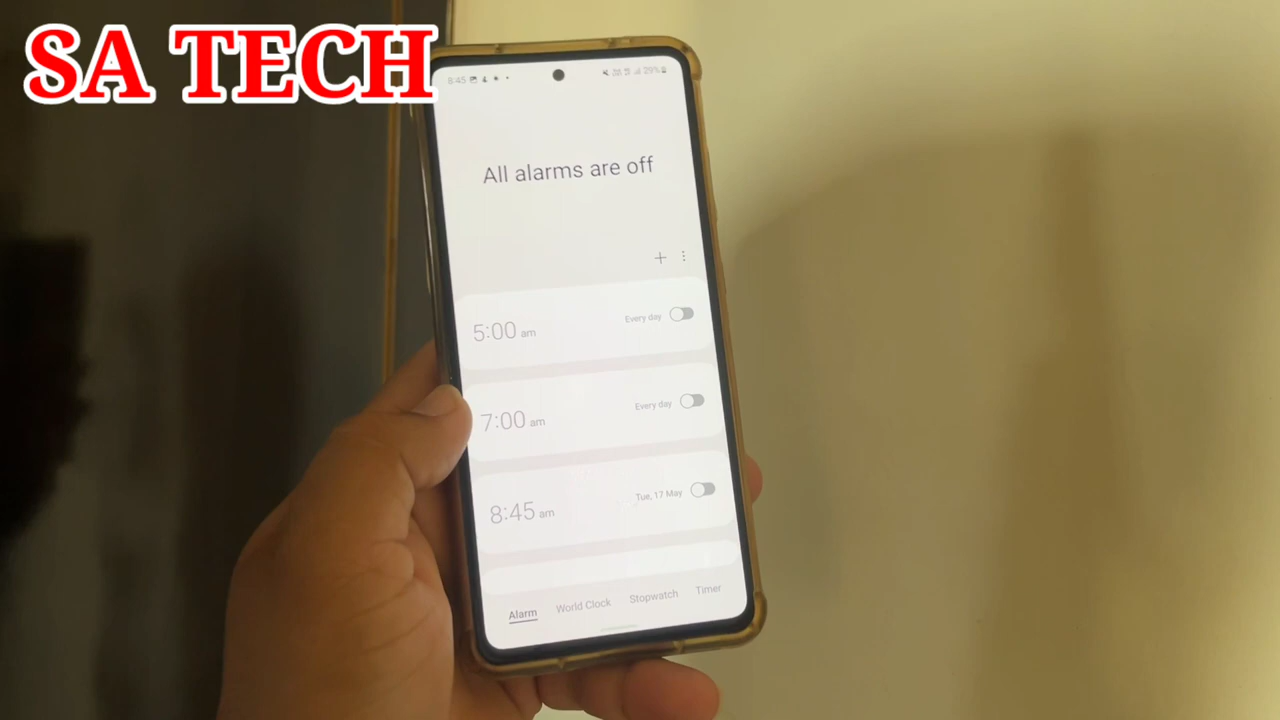 SA TECH
8:45
29%
All alarms are off
5:00 am Every day
7:00 am Every day
8:45 am Tue, 17 May
Alarm World Clock Stopwatch Timer